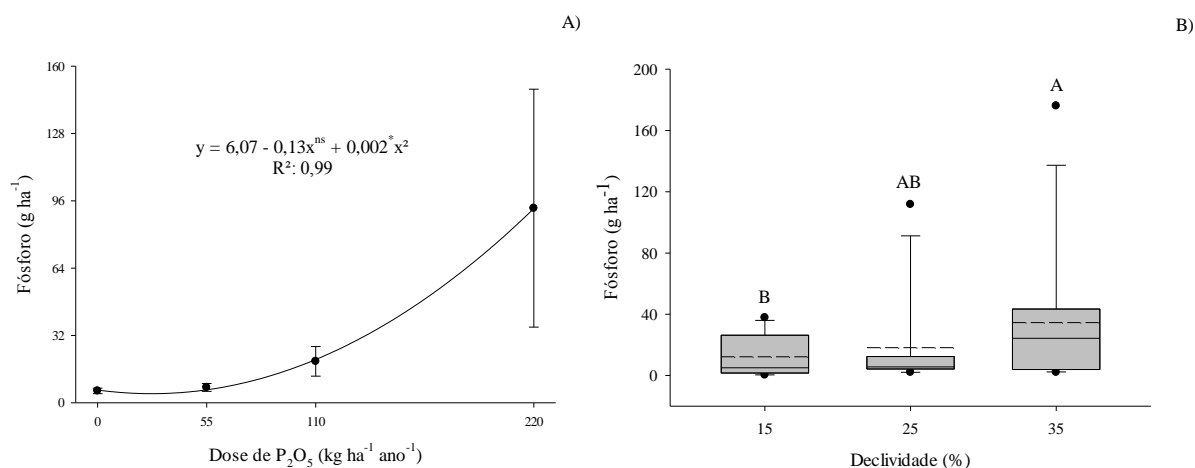 A)
160
128
96
64
32
0
Fósforo (g ha⁻¹)
y = 6,07 - 0,13xⁿˢ + 0,002*x²
R²: 0,99
0 55 110 220
Dose de P₂O₅ (kg ha⁻¹ ano⁻¹)
B)
200
160
120
80
40
0
Fósforo (g ha⁻¹)
B
AB
A
15 25 35
Declividade (%)